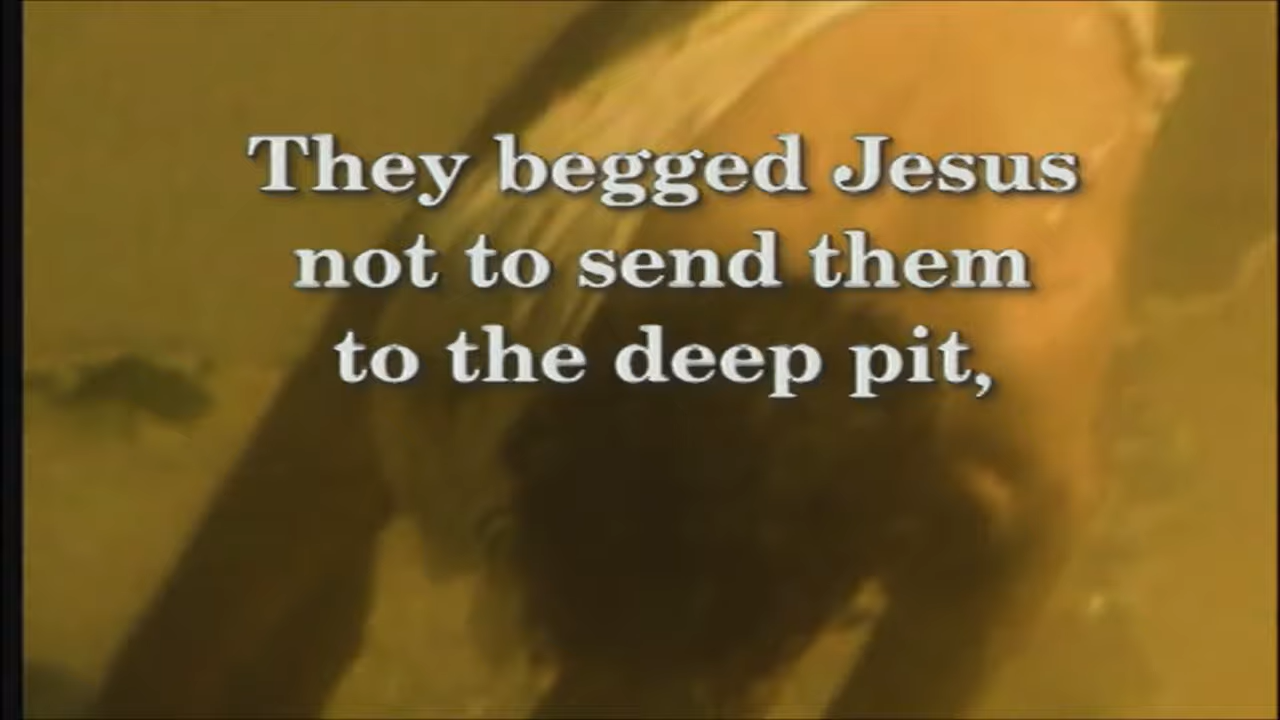 They begged Jesus
not to send them
to the deep pit,